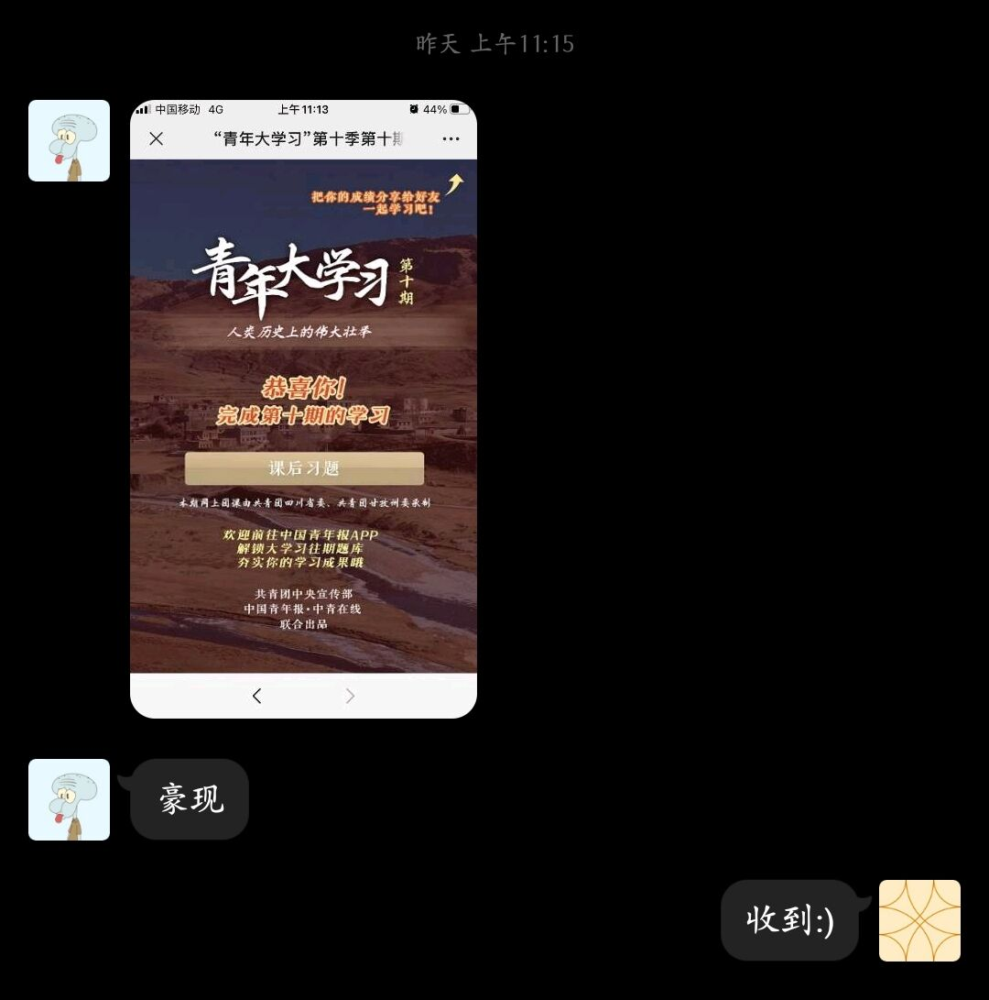 昨天 上午11:15
中国移动 4G 上午11:13 44%
“青年大学习”第十季第十期
把你的成绩分享给好友
一起学习吧！
青年大学习
第十期
人类历史上的伟大壮举
恭喜你！
完成第十期的学习
课后习题
本期网上团课由共青团四川省委、共青团甘孜州委承制
欢迎前往中国青年报APP
解锁大学习往期题库
夯实你的学习成果哦
共青团中央宣传部
中国青年报·中青在线
联合出品
豪现
收到:)